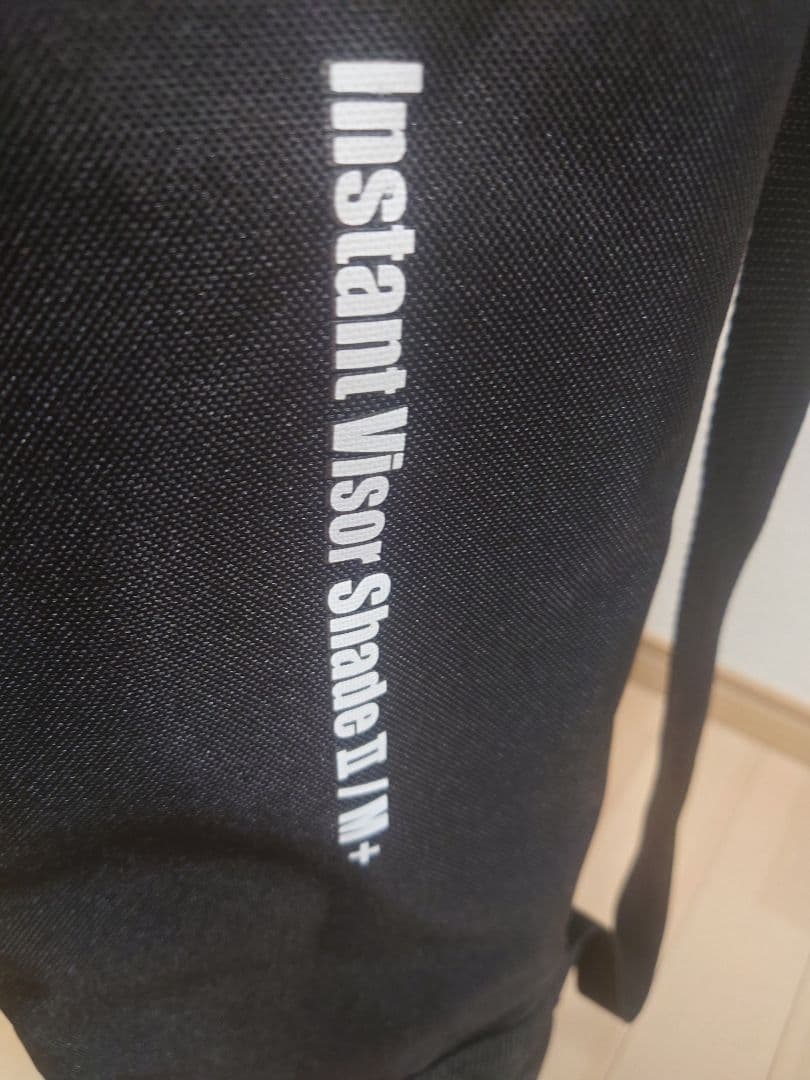 Instant Visor Shade Ⅱ / M+